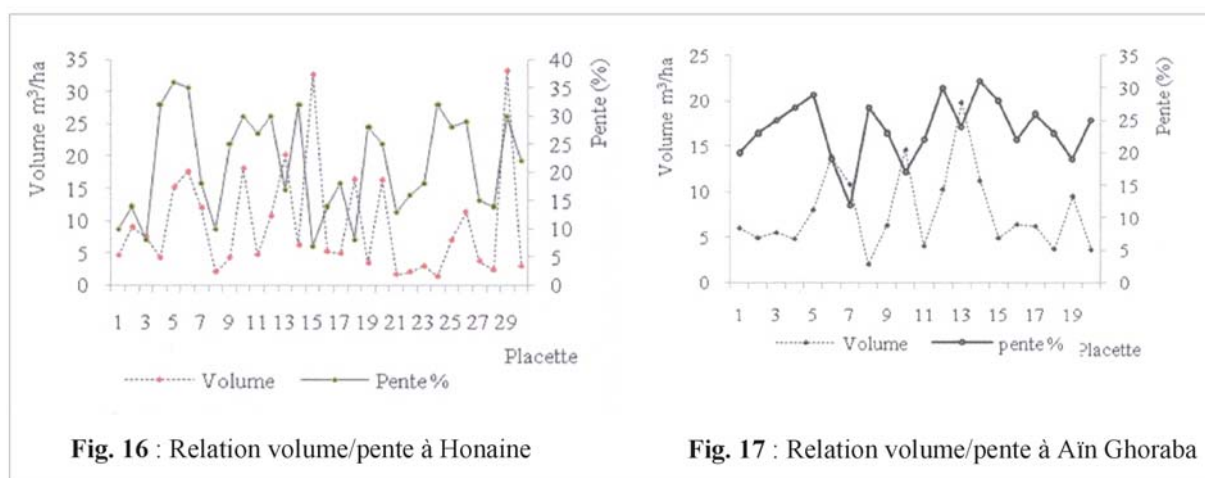 Volume m³/ha
35
30
25
20
15
10
5
0
40
35
30
25
20
15
10
5
0
Pente (%)
1 3 5 7 9 11 13 15 17 19 21 23 25 27 29
Placette
Volume Pente %
Fig. 16 : Relation volume/pente à Honaine
Volume m³/ha
25
20
15
10
5
0
35
30
25
20
15
10
5
0
Pente (%)
1 3 5 7 9 11 13 15 17 19
Volume pente % Placette
Fig. 17 : Relation volume/pente à Aïn Ghoraba